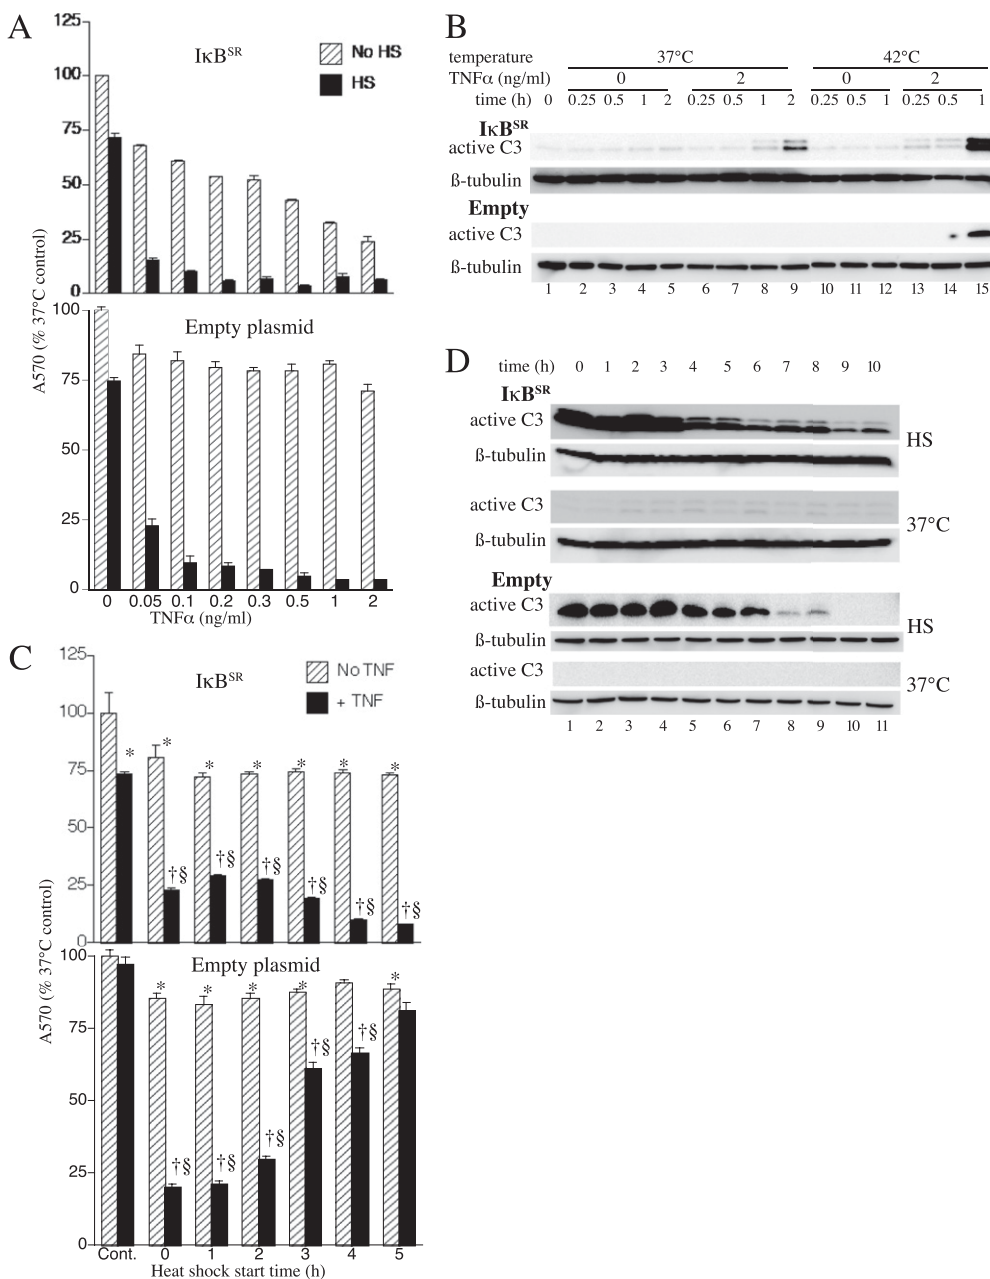 A
125
100
75
50
25
0
IκBSR
No HS
HS
A570 (% 37°C control)
100
75
50
25
0
Empty plasmid
0 0.05 0.1 0.2 0.3 0.5 1 2
TNFα (ng/ml)
B
temperature 37°C 42°C
TNFα (ng/ml) 0 2 0 2
time (h) 0 0.25 0.5 1 2 0.25 0.5 1 2 0.25 0.5 1 0.25 0.5 1
IκBSR
active C3
ß-tubulin
Empty
active C3
ß-tubulin
1 2 3 4 5 6 7 8 9 10 11 12 13 14 15
C
125
100
75
50
25
0
IκBSR
No TNF
+ TNF
* * * * * * *
†§ †§ †§ †§ †§ †§
A570 (% 37°C control)
100
75
50
25
0
Empty plasmid
* * * * *
†§ †§ †§ †§ †§
Cont. 0 1 2 3 4 5
Heat shock start time (h)
D
time (h) 0 1 2 3 4 5 6 7 8 9 10
IκBSR
active C3
HS
ß-tubulin
active C3
37°C
ß-tubulin
Empty
active C3
HS
ß-tubulin
active C3
37°C
ß-tubulin
1 2 3 4 5 6 7 8 9 10 11